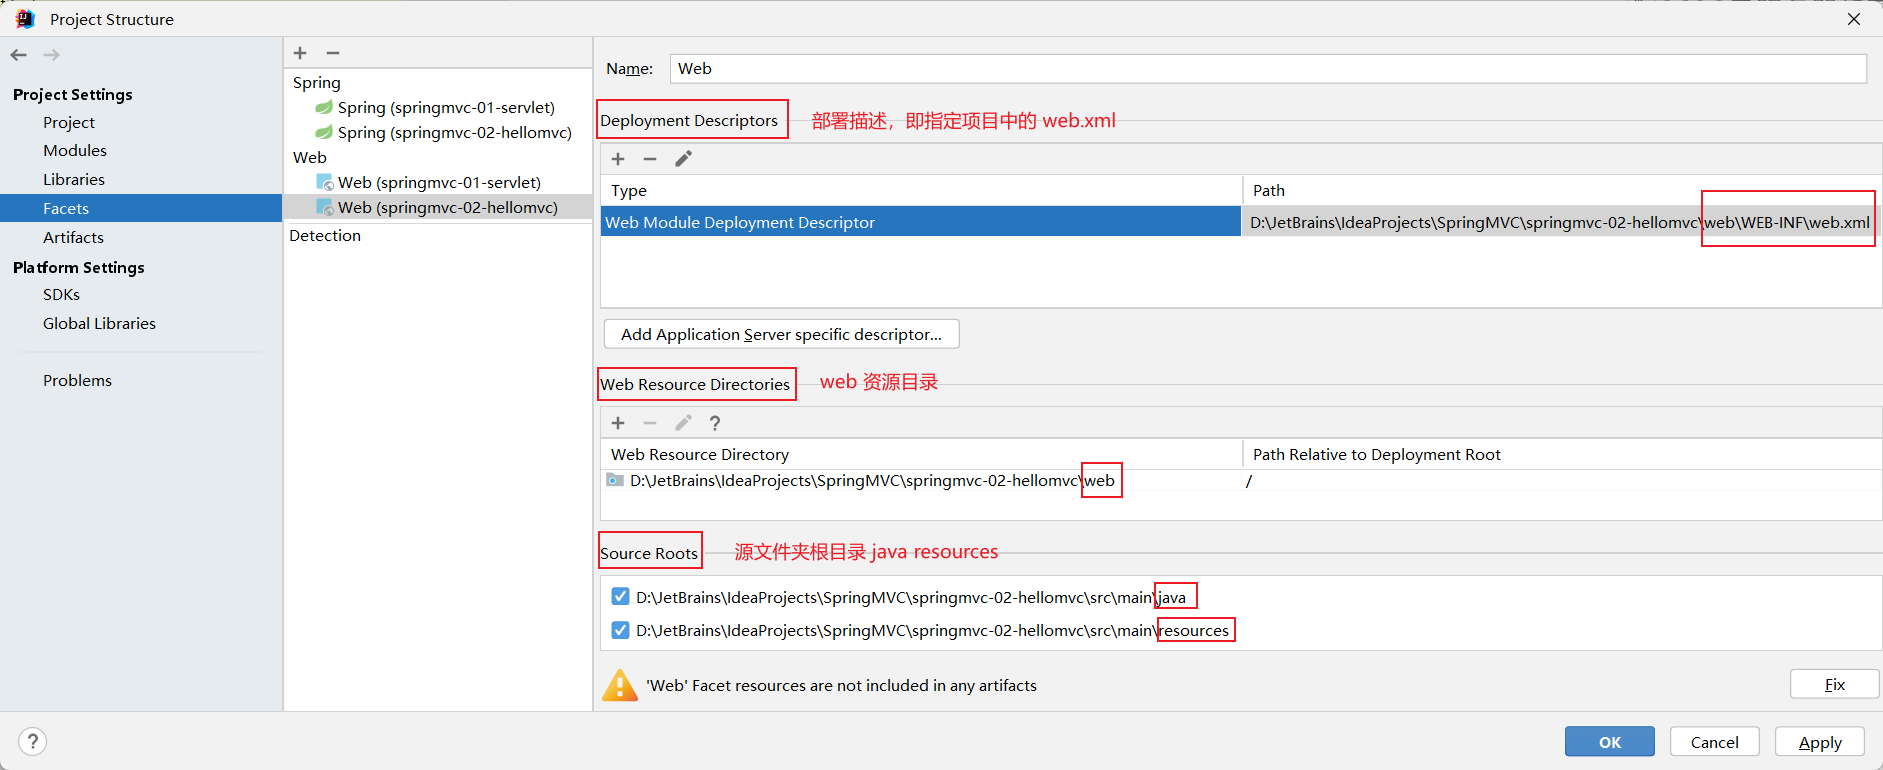 Project Structure
Project Settings
Project
Modules
Libraries
Facets
Artifacts
Platform Settings
SDKs
Global Libraries
Problems
Spring
Spring (springmvc-01-servlet)
Spring (springmvc-02-hellomvc)
Web
Web (springmvc-01-servlet)
Web (springmvc-02-hellomvc)
Detection
Name: Web
Deployment Descriptors 部署描述，即指定项目中的 web.xml
Type Path
Web Module Deployment Descriptor D:\JetBrains\IdeaProjects\SpringMVC\springmvc-02-hellomvc\web\WEB-INF\web.xml
Add Application Server specific descriptor...
Web Resource Directories web 资源目录
?
Web Resource Directory Path Relative to Deployment Root
D:\JetBrains\IdeaProjects\SpringMVC\springmvc-02-hellomvc\web /
Source Roots 源文件夹根目录 java resources
D:\JetBrains\IdeaProjects\SpringMVC\springmvc-02-hellomvc\src\main\java
D:\JetBrains\IdeaProjects\SpringMVC\springmvc-02-hellomvc\src\main\resources
'Web' Facet resources are not included in any artifacts Fix
? OK Cancel Apply